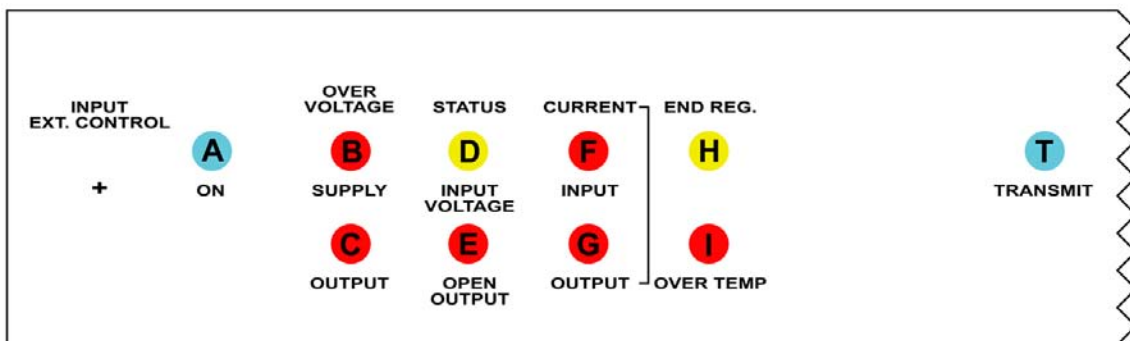 INPUT
EXT. CONTROL
+
A
ON
OVER
VOLTAGE
B
SUPPLY
C
OUTPUT
STATUS
D
INPUT
VOLTAGE
E
OPEN
OUTPUT
CURRENT
F
INPUT
G
OUTPUT
END REG.
H
I
OVER TEMP
T
TRANSMIT